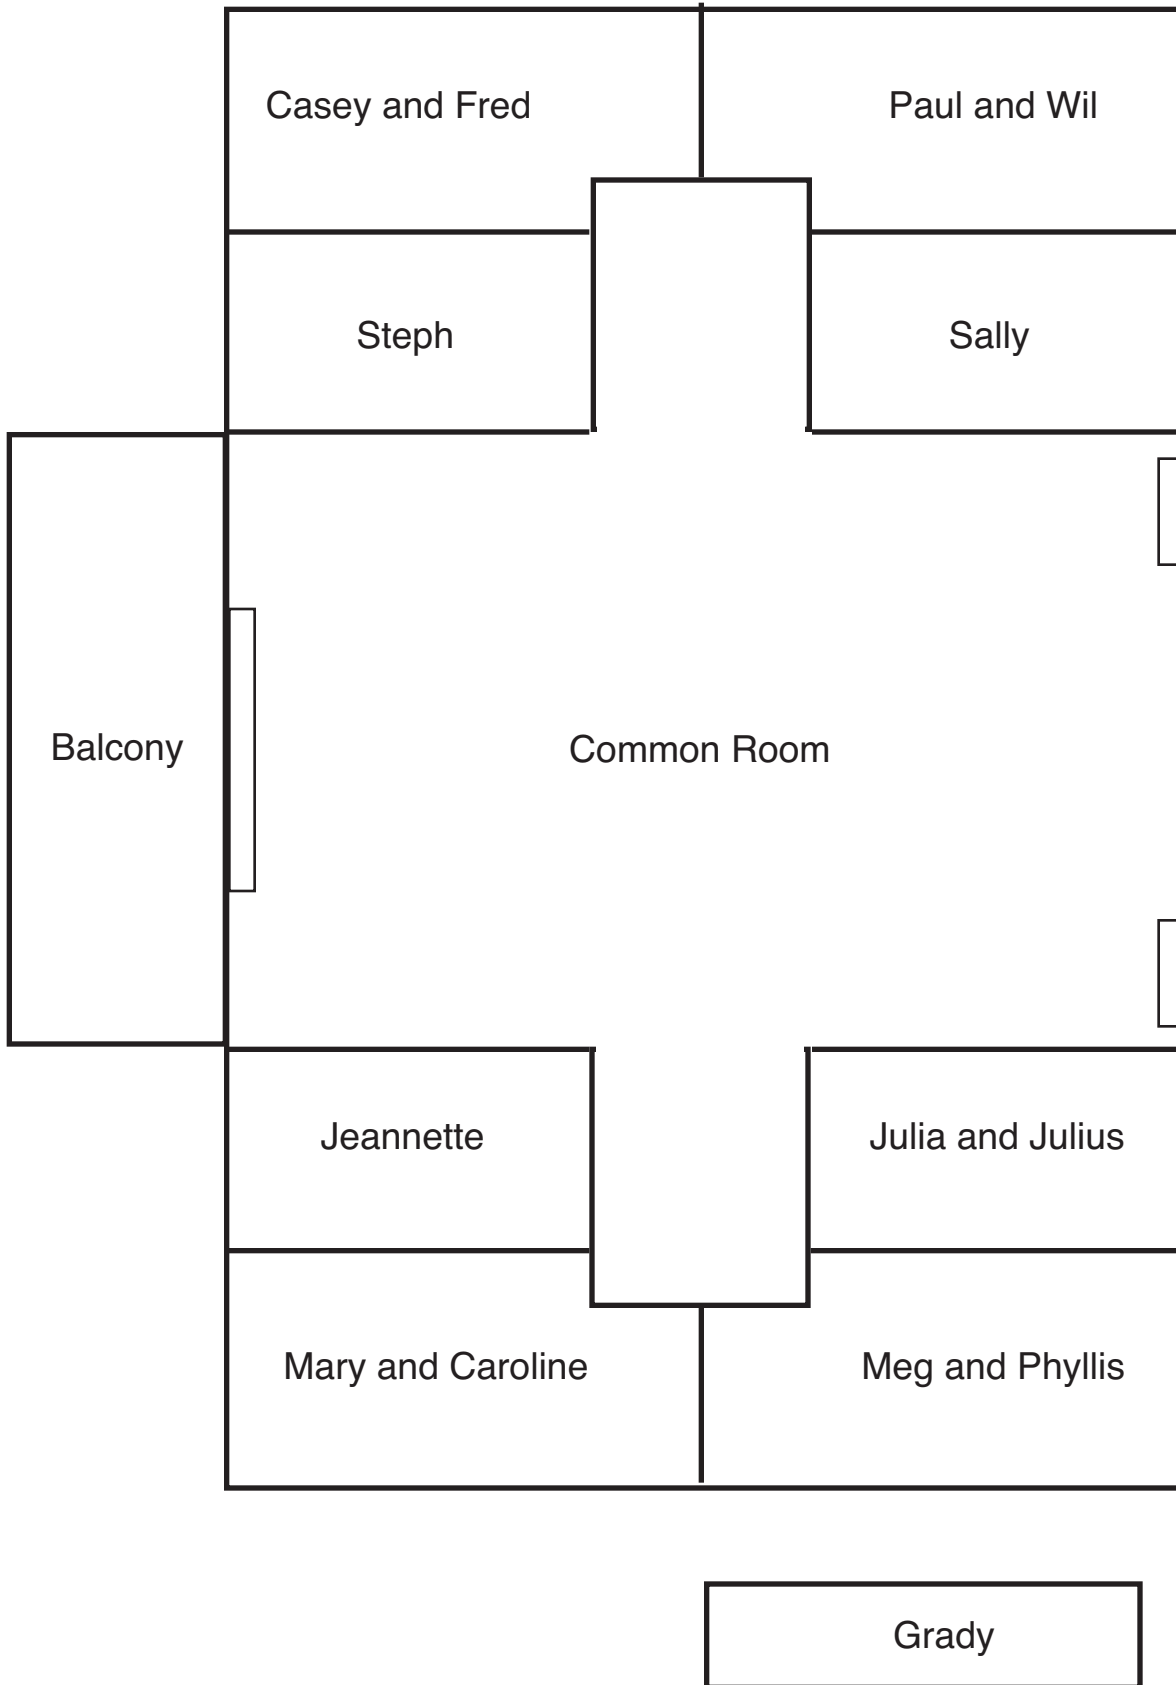 Casey and Fred
Paul and Wil
Steph
Sally
Balcony
Common Room
Jeannette
Julia and Julius
Mary and Caroline
Meg and Phyllis
Grady